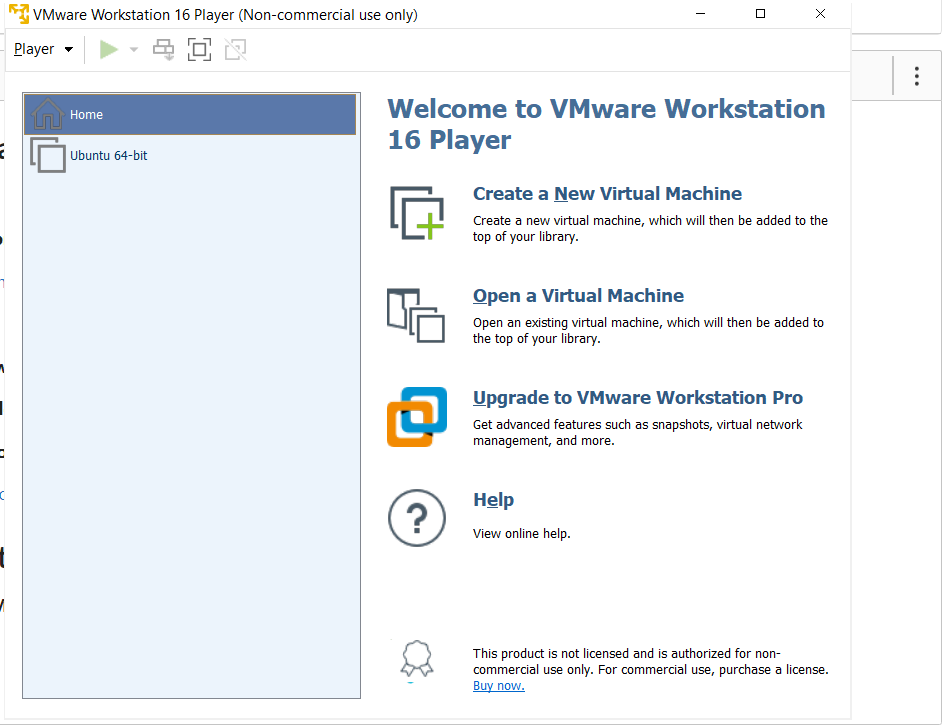 VMware Workstation 16 Player (Non-commercial use only)
Player
Home
Ubuntu 64-bit
Welcome to VMware Workstation
16 Player
Create a New Virtual Machine
Create a new virtual machine, which will then be added to the
top of your library.
Open a Virtual Machine
Open an existing virtual machine, which will then be added to
the top of your library.
Upgrade to VMware Workstation Pro
Get advanced features such as snapshots, virtual network
management, and more.
Help
View online help.
This product is not licensed and is authorized for non-
commercial use only. For commercial use, purchase a license.
Buy now.